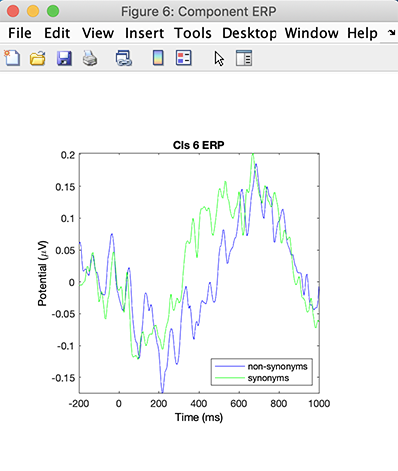 Figure 6: Component ERP
File Edit View Insert Tools Desktop Window Help
Cls 6 ERP
0.2
0.15
0.1
0.05
0
-0.05
-0.1
-0.15
Potential (μV)
-200 0 200 400 600 800 1000
Time (ms)
non-synonyms
synonyms